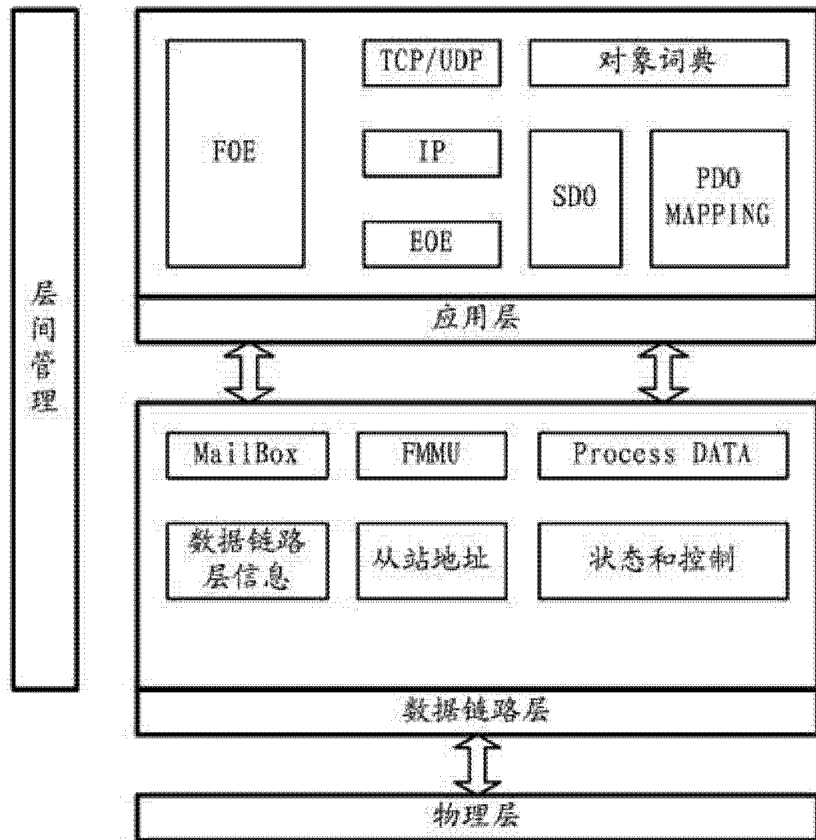 TCP/UDP
对象词典
FOE
IP
SDO
PDO
MAPPING
EOE
应用层
层间管理
MailBox
FMMU
Process DATA
数据链路
层信息
从站地址
状态和控制
数据链路层
物理层